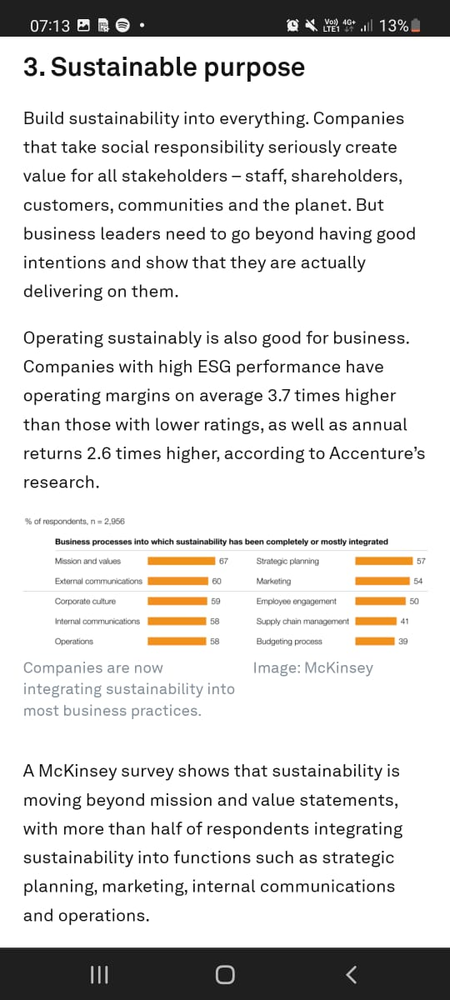 07:13
Vo)) 4G+
LTE1
13%
3. Sustainable purpose
Build sustainability into everything. Companies
that take social responsibility seriously create
value for all stakeholders – staff, shareholders,
customers, communities and the planet. But
business leaders need to go beyond having good
intentions and show that they are actually
delivering on them.
Operating sustainably is also good for business.
Companies with high ESG performance have
operating margins on average 3.7 times higher
than those with lower ratings, as well as annual
returns 2.6 times higher, according to Accenture’s
research.
% of respondents, n = 2,956
Business processes into which sustainability has been completely or mostly integrated
Mission and values 67 Strategic planning 57
External communications 60 Marketing 54
Corporate culture 59 Employee engagement 50
Internal communications 58 Supply chain management 41
Operations 58 Budgeting process 39
Companies are now
integrating sustainability into
most business practices.
Image: McKinsey
A McKinsey survey shows that sustainability is
moving beyond mission and value statements,
with more than half of respondents integrating
sustainability into functions such as strategic
planning, marketing, internal communications
and operations.